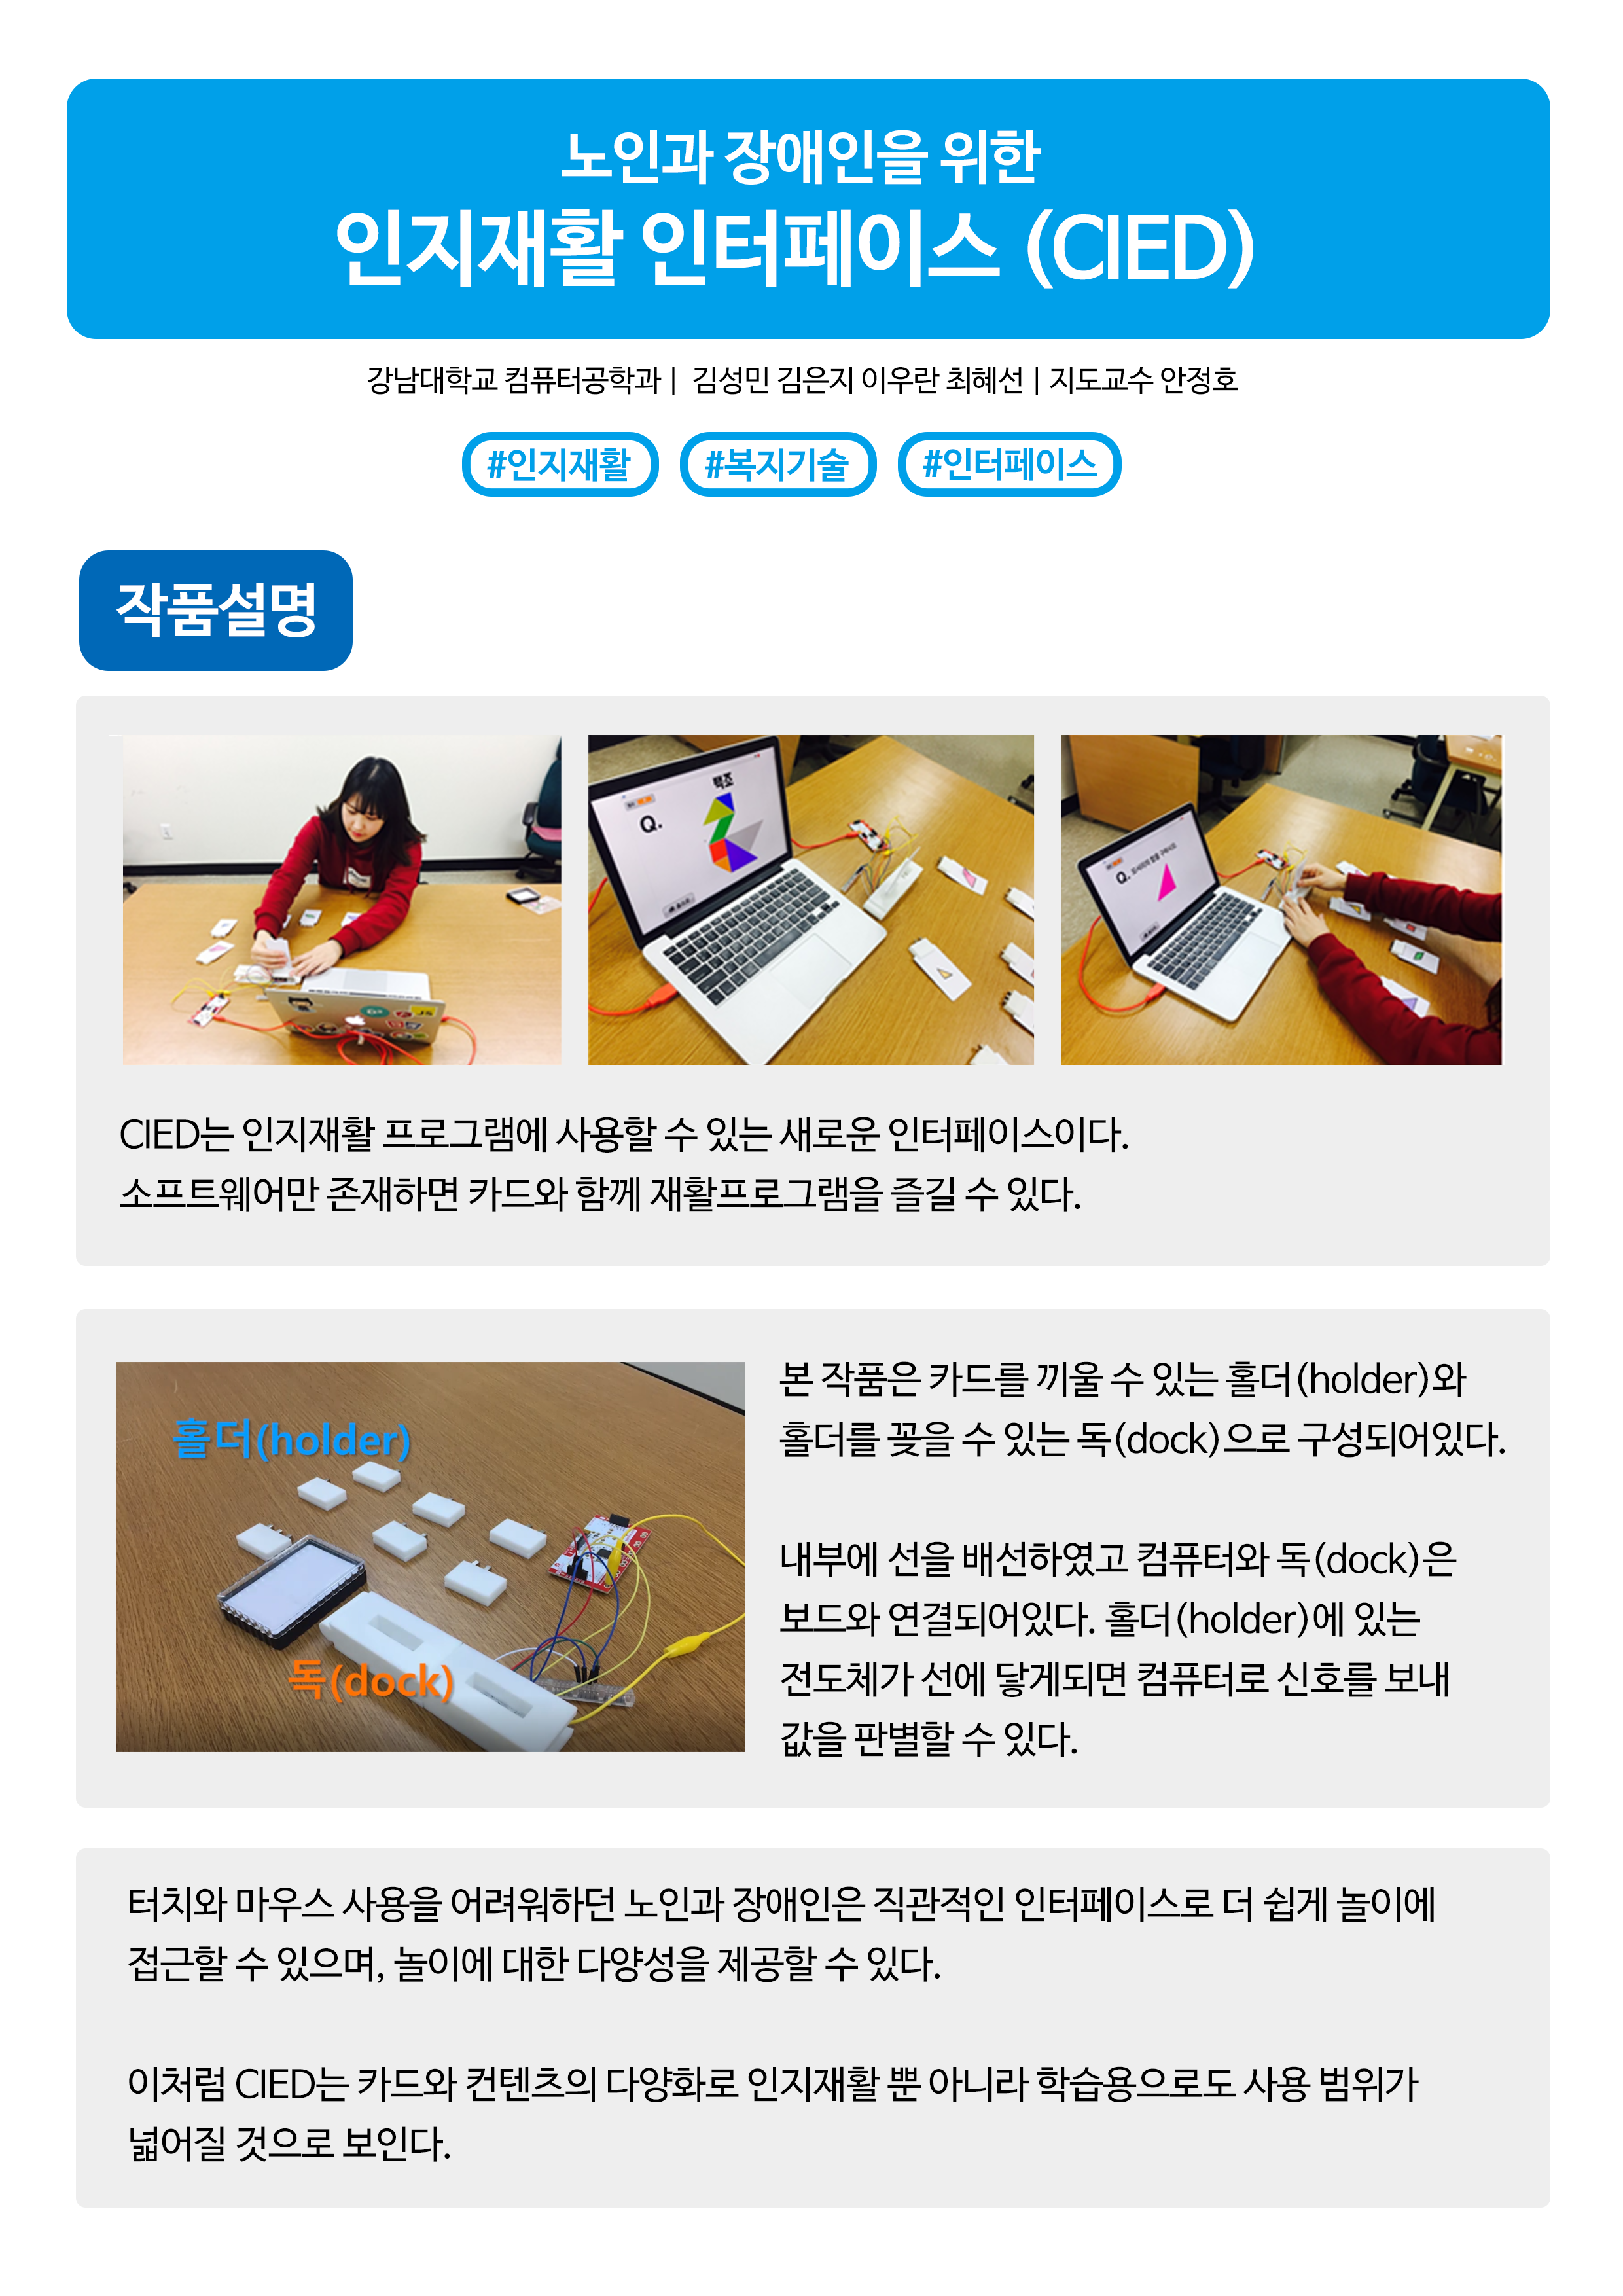 노인과 장애인을 위한
인지재활 인터페이스 (CIED)
강남대학교 컴퓨터공학과 | 김성민 김은지 이우란 최혜선 | 지도교수 안정호
#인지재활 #복지기술 #인터페이스
작품설명
Q.
Q.
CIED는 인지재활 프로그램에 사용할 수 있는 새로운 인터페이스이다.
소프트웨어만 존재하면 카드와 함께 재활프로그램을 즐길 수 있다.
홀더(holder)
독(dock)
본 작품은 카드를 끼울 수 있는 홀더(holder)와
홀더를 꽂을 수 있는 독(dock)으로 구성되어있다.
내부에 선을 배선하였고 컴퓨터와 독(dock)은
보드와 연결되어있다. 홀더(holder)에 있는
전도체가 선에 닿게되면 컴퓨터로 신호를 보내
값을 판별할 수 있다.
터치와 마우스 사용을 어려워하던 노인과 장애인은 직관적인 인터페이스로 더 쉽게 놀이에
접근할 수 있으며, 놀이에 대한 다양성을 제공할 수 있다.
이처럼 CIED는 카드와 컨텐츠의 다양화로 인지재활 뿐 아니라 학습용으로도 사용 범위가
넓어질 것으로 보인다.